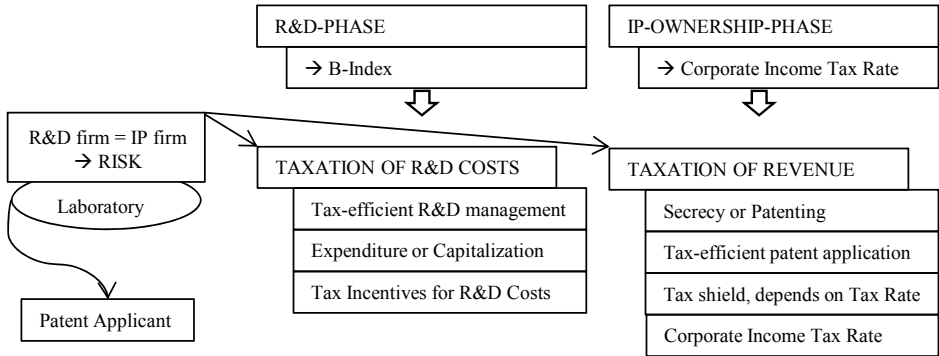 R&D-PHASE
→ B-Index
IP-OWNERSHIP-PHASE
→ Corporate Income Tax Rate
R&D firm = IP firm
→ RISK
Laboratory
Patent Applicant
TAXATION OF R&D COSTS
Tax-efficient R&D management
Expenditure or Capitalization
Tax Incentives for R&D Costs
TAXATION OF REVENUE
Secrecy or Patenting
Tax-efficient patent application
Tax shield, depends on Tax Rate
Corporate Income Tax Rate